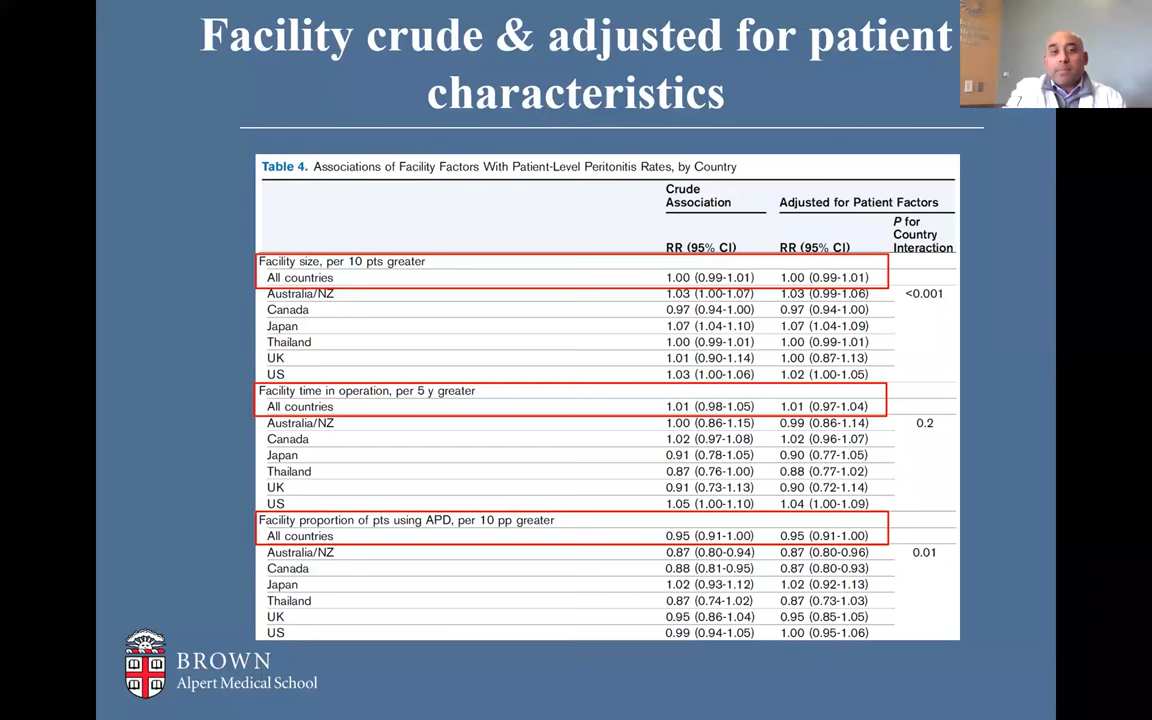 Facility crude & adjusted for patient
characteristics
Table 4. Associations of Facility Factors With Patient-Level Peritonitis Rates, by Country
Crude Association Adjusted for Patient Factors
RR (95% CI) RR (95% CI) P for Country Interaction
Facility size, per 10 pts greater
All countries 1.00 (0.99-1.01) 1.00 (0.99-1.01)
Australia/NZ 1.03 (1.00-1.07) 1.03 (0.99-1.06) <0.001
Canada 0.97 (0.94-1.00) 0.97 (0.94-1.00)
Japan 1.07 (1.04-1.10) 1.07 (1.04-1.09)
Thailand 1.00 (0.99-1.01) 1.00 (0.99-1.01)
UK 1.01 (0.90-1.14) 1.00 (0.87-1.13)
US 1.03 (1.00-1.06) 1.02 (1.00-1.05)
Facility time in operation, per 5 y greater
All countries 1.01 (0.98-1.05) 1.01 (0.97-1.04)
Australia/NZ 1.00 (0.86-1.15) 0.99 (0.86-1.14) 0.2
Canada 1.02 (0.97-1.08) 1.02 (0.96-1.07)
Japan 0.91 (0.78-1.05) 0.90 (0.77-1.05)
Thailand 0.87 (0.76-1.00) 0.88 (0.77-1.02)
UK 0.91 (0.73-1.13) 0.90 (0.72-1.14)
US 1.05 (1.00-1.10) 1.04 (1.00-1.09)
Facility proportion of pts using APD, per 10 pp greater
All countries 0.95 (0.91-1.00) 0.95 (0.91-1.00)
Australia/NZ 0.87 (0.80-0.94) 0.87 (0.80-0.96) 0.01
Canada 0.88 (0.81-0.95) 0.87 (0.80-0.93)
Japan 1.02 (0.93-1.12) 1.02 (0.92-1.13)
Thailand 0.87 (0.74-1.02) 0.87 (0.73-1.03)
UK 0.95 (0.86-1.04) 0.95 (0.85-1.05)
US 0.99 (0.94-1.05) 1.00 (0.95-1.06)
BROWN
Alpert Medical School